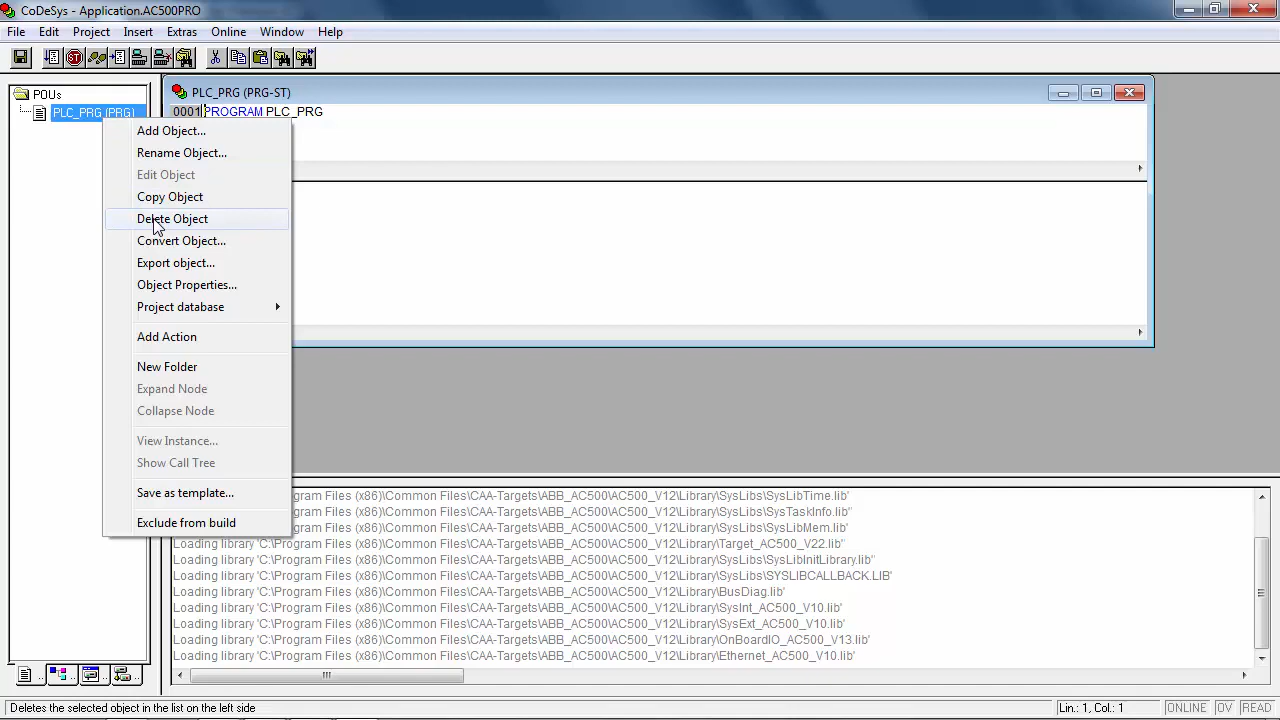 CoDeSys - Application.AC500PRO
File Edit Project Insert Extras Online Window Help
POUs
PLC_PRG (PRG)
PLC_PRG (PRG-ST)
0001 PROGRAM PLC_PRG
Add Object...
Rename Object...
Edit Object
Copy Object
Delete Object
Convert Object...
Export object...
Object Properties...
Project database
Add Action
New Folder
Expand Node
Collapse Node
View Instance...
Show Call Tree
Save as template...
Exclude from build
gram Files (x86)\Common Files\CAA-Targets\ABB_AC500\AC500_V12\Library\SysLibs\SysLibTime.lib'
gram Files (x86)\Common Files\CAA-Targets\ABB_AC500\AC500_V12\Library\SysLibs\SysTaskInfo.lib'
gram Files (x86)\Common Files\CAA-Targets\ABB_AC500\AC500_V12\Library\SysLibs\SysLibMem.lib'
Loading library 'C:\Program Files (x86)\Common Files\CAA-Targets\ABB_AC500\AC500_V12\Library\Target_AC500_V22.lib'
Loading library 'C:\Program Files (x86)\Common Files\CAA-Targets\ABB_AC500\AC500_V12\Library\SysLibs\SysLibInitLibrary.lib'
Loading library 'C:\Program Files (x86)\Common Files\CAA-Targets\ABB_AC500\AC500_V12\Library\SysLibs\SYSLIBCALLBACK.LIB'
Loading library 'C:\Program Files (x86)\Common Files\CAA-Targets\ABB_AC500\AC500_V12\Library\BusDiag.lib'
Loading library 'C:\Program Files (x86)\Common Files\CAA-Targets\ABB_AC500\AC500_V12\Library\SysInt_AC500_V10.lib'
Loading library 'C:\Program Files (x86)\Common Files\CAA-Targets\ABB_AC500\AC500_V12\Library\SysExt_AC500_V10.lib'
Loading library 'C:\Program Files (x86)\Common Files\CAA-Targets\ABB_AC500\AC500_V12\Library\OnBoardIO_AC500_V13.lib'
Loading library 'C:\Program Files (x86)\Common Files\CAA-Targets\ABB_AC500\AC500_V12\Library\Ethernet_AC500_V10.lib'
Deletes the selected object in the list on the left side
Lin.: 1, Col.: 1 ONLINE OV READ